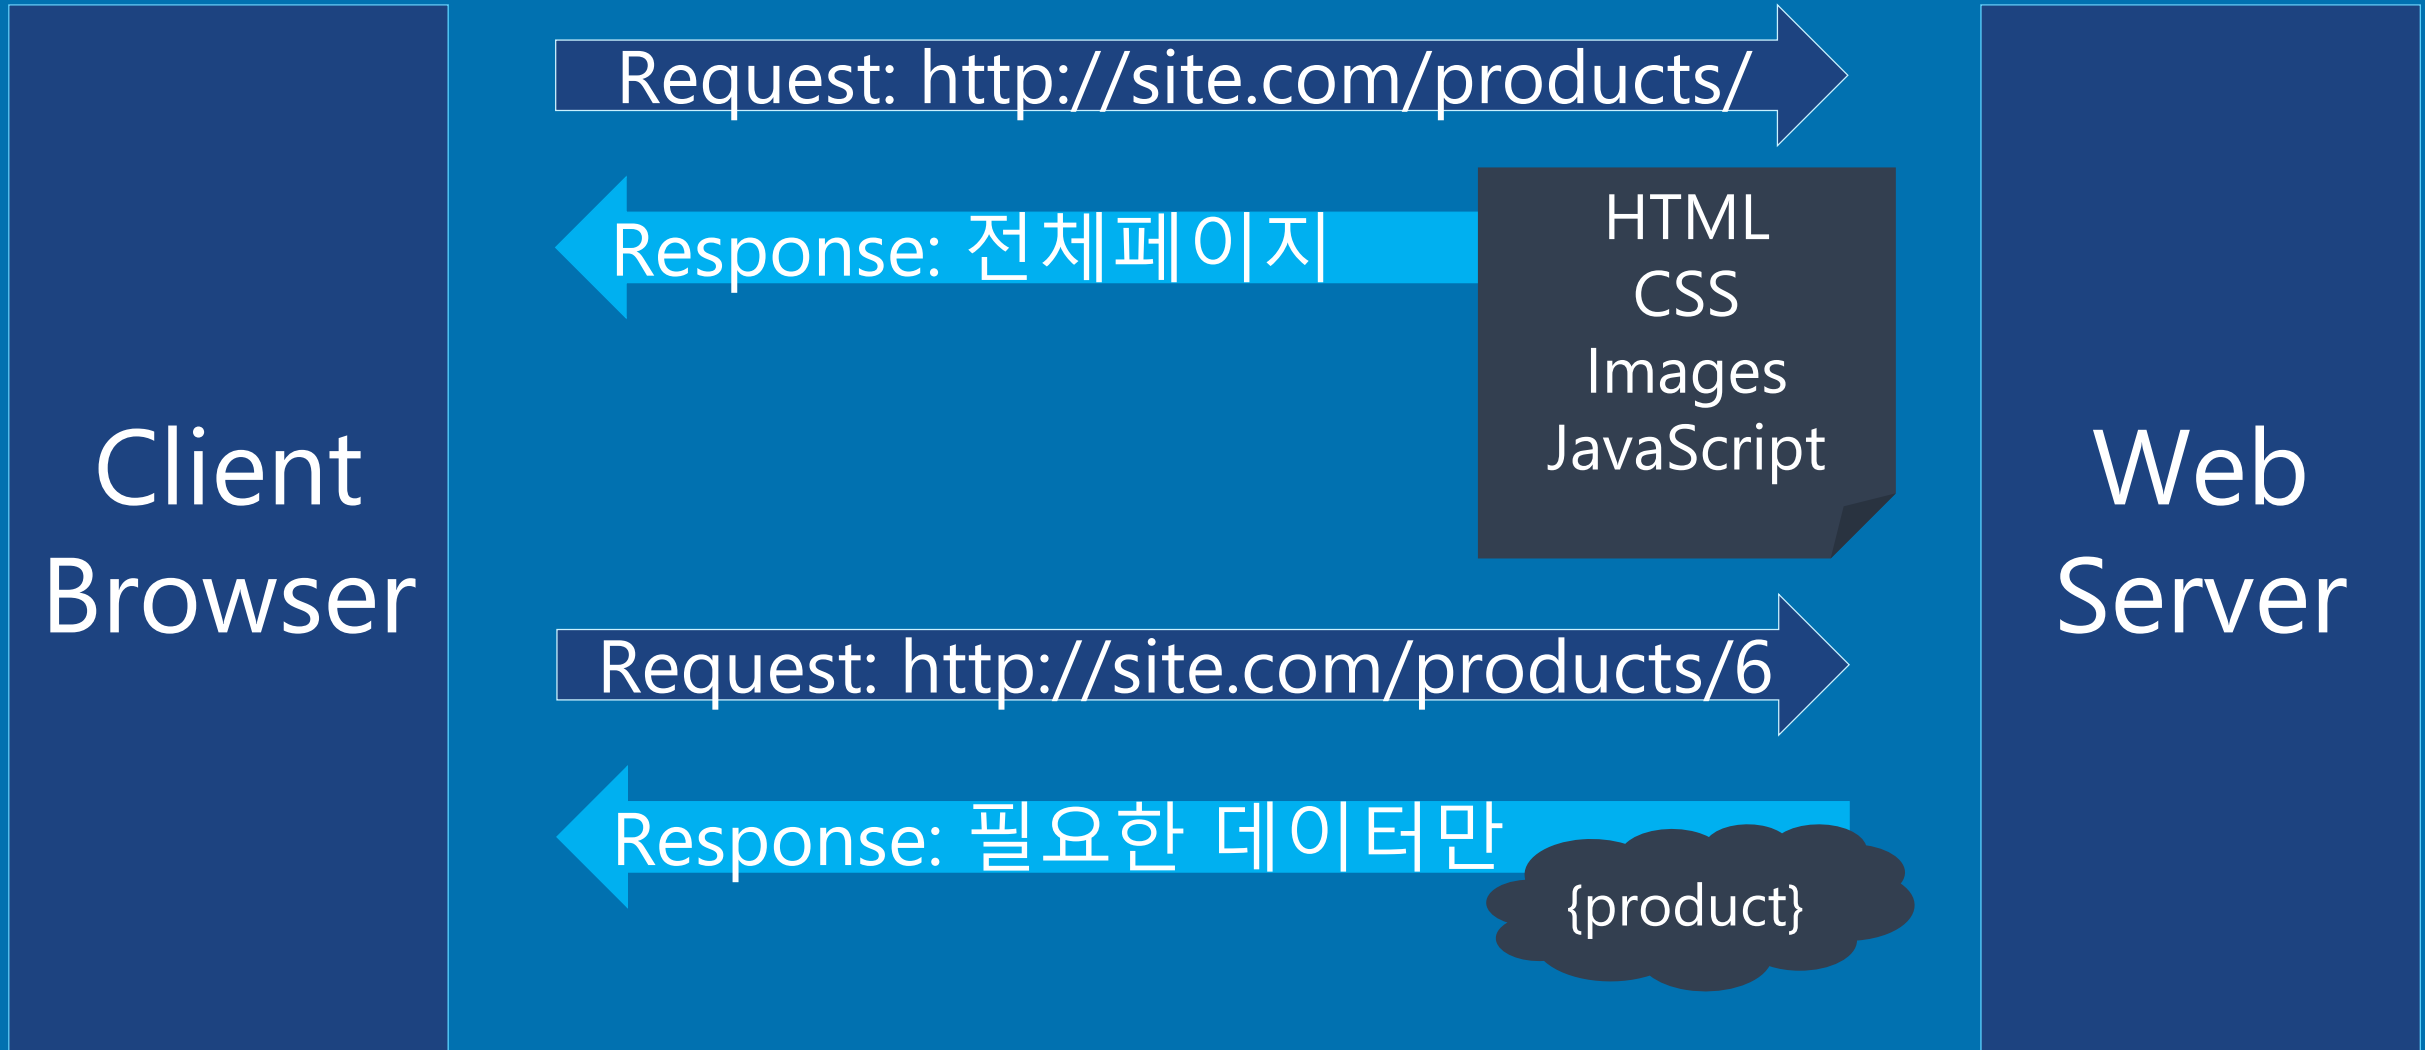 Client
Browser
Request: http://site.com/products/
Response: 전체페이지
HTML
CSS
Images
JavaScript
Request: http://site.com/products/6
Response: 필요한 데이터만
{product}
Web
Server